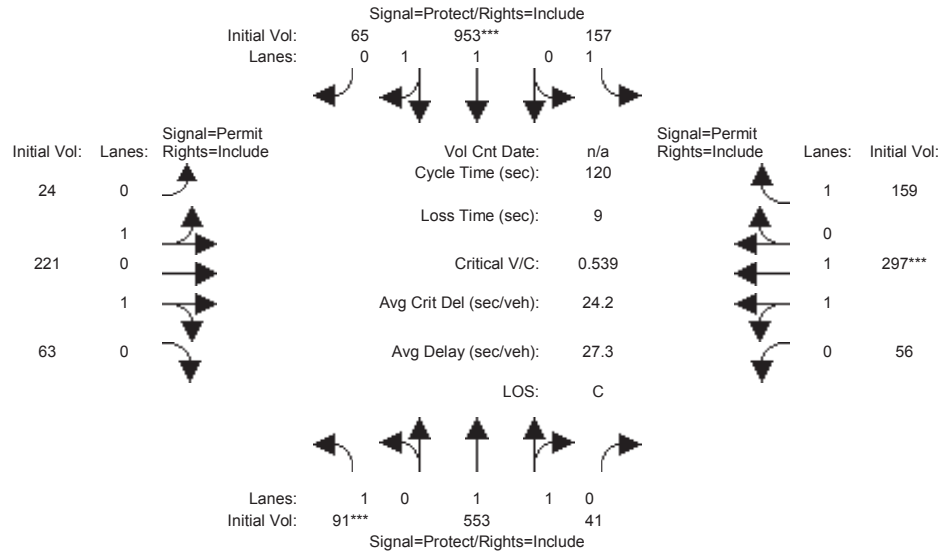 Signal=Protect/Rights=Include
Initial Vol: 65 953*** 157
Lanes: 0 1 1 0 1
Signal=Permit
Initial Vol: Lanes: Rights=Include
Vol Cnt Date: n/a
Signal=Permit
Rights=Include Lanes: Initial Vol:
Cycle Time (sec): 120
24 0
1 159
Loss Time (sec): 9
1
0
221 0
Critical V/C: 0.539
1 297***
1
Avg Crit Del (sec/veh): 24.2
1
63 0
Avg Delay (sec/veh): 27.3
0 56
LOS: C
Lanes: 1 0 1 1 0
Initial Vol: 91*** 553 41
Signal=Protect/Rights=Include